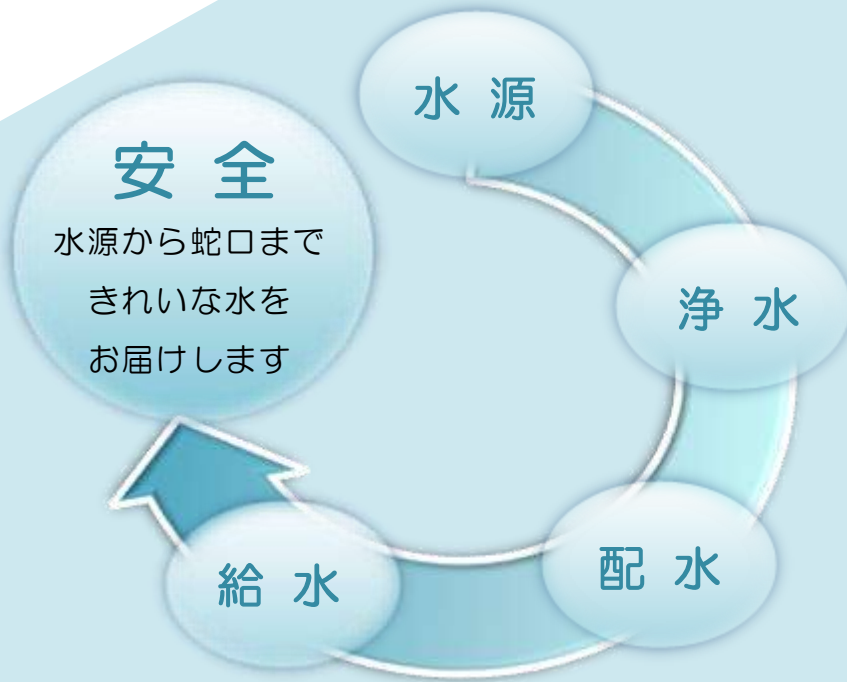 安全
水源から蛇口まで
きれいな水を
お届けします
水源
浄水
配水
給水